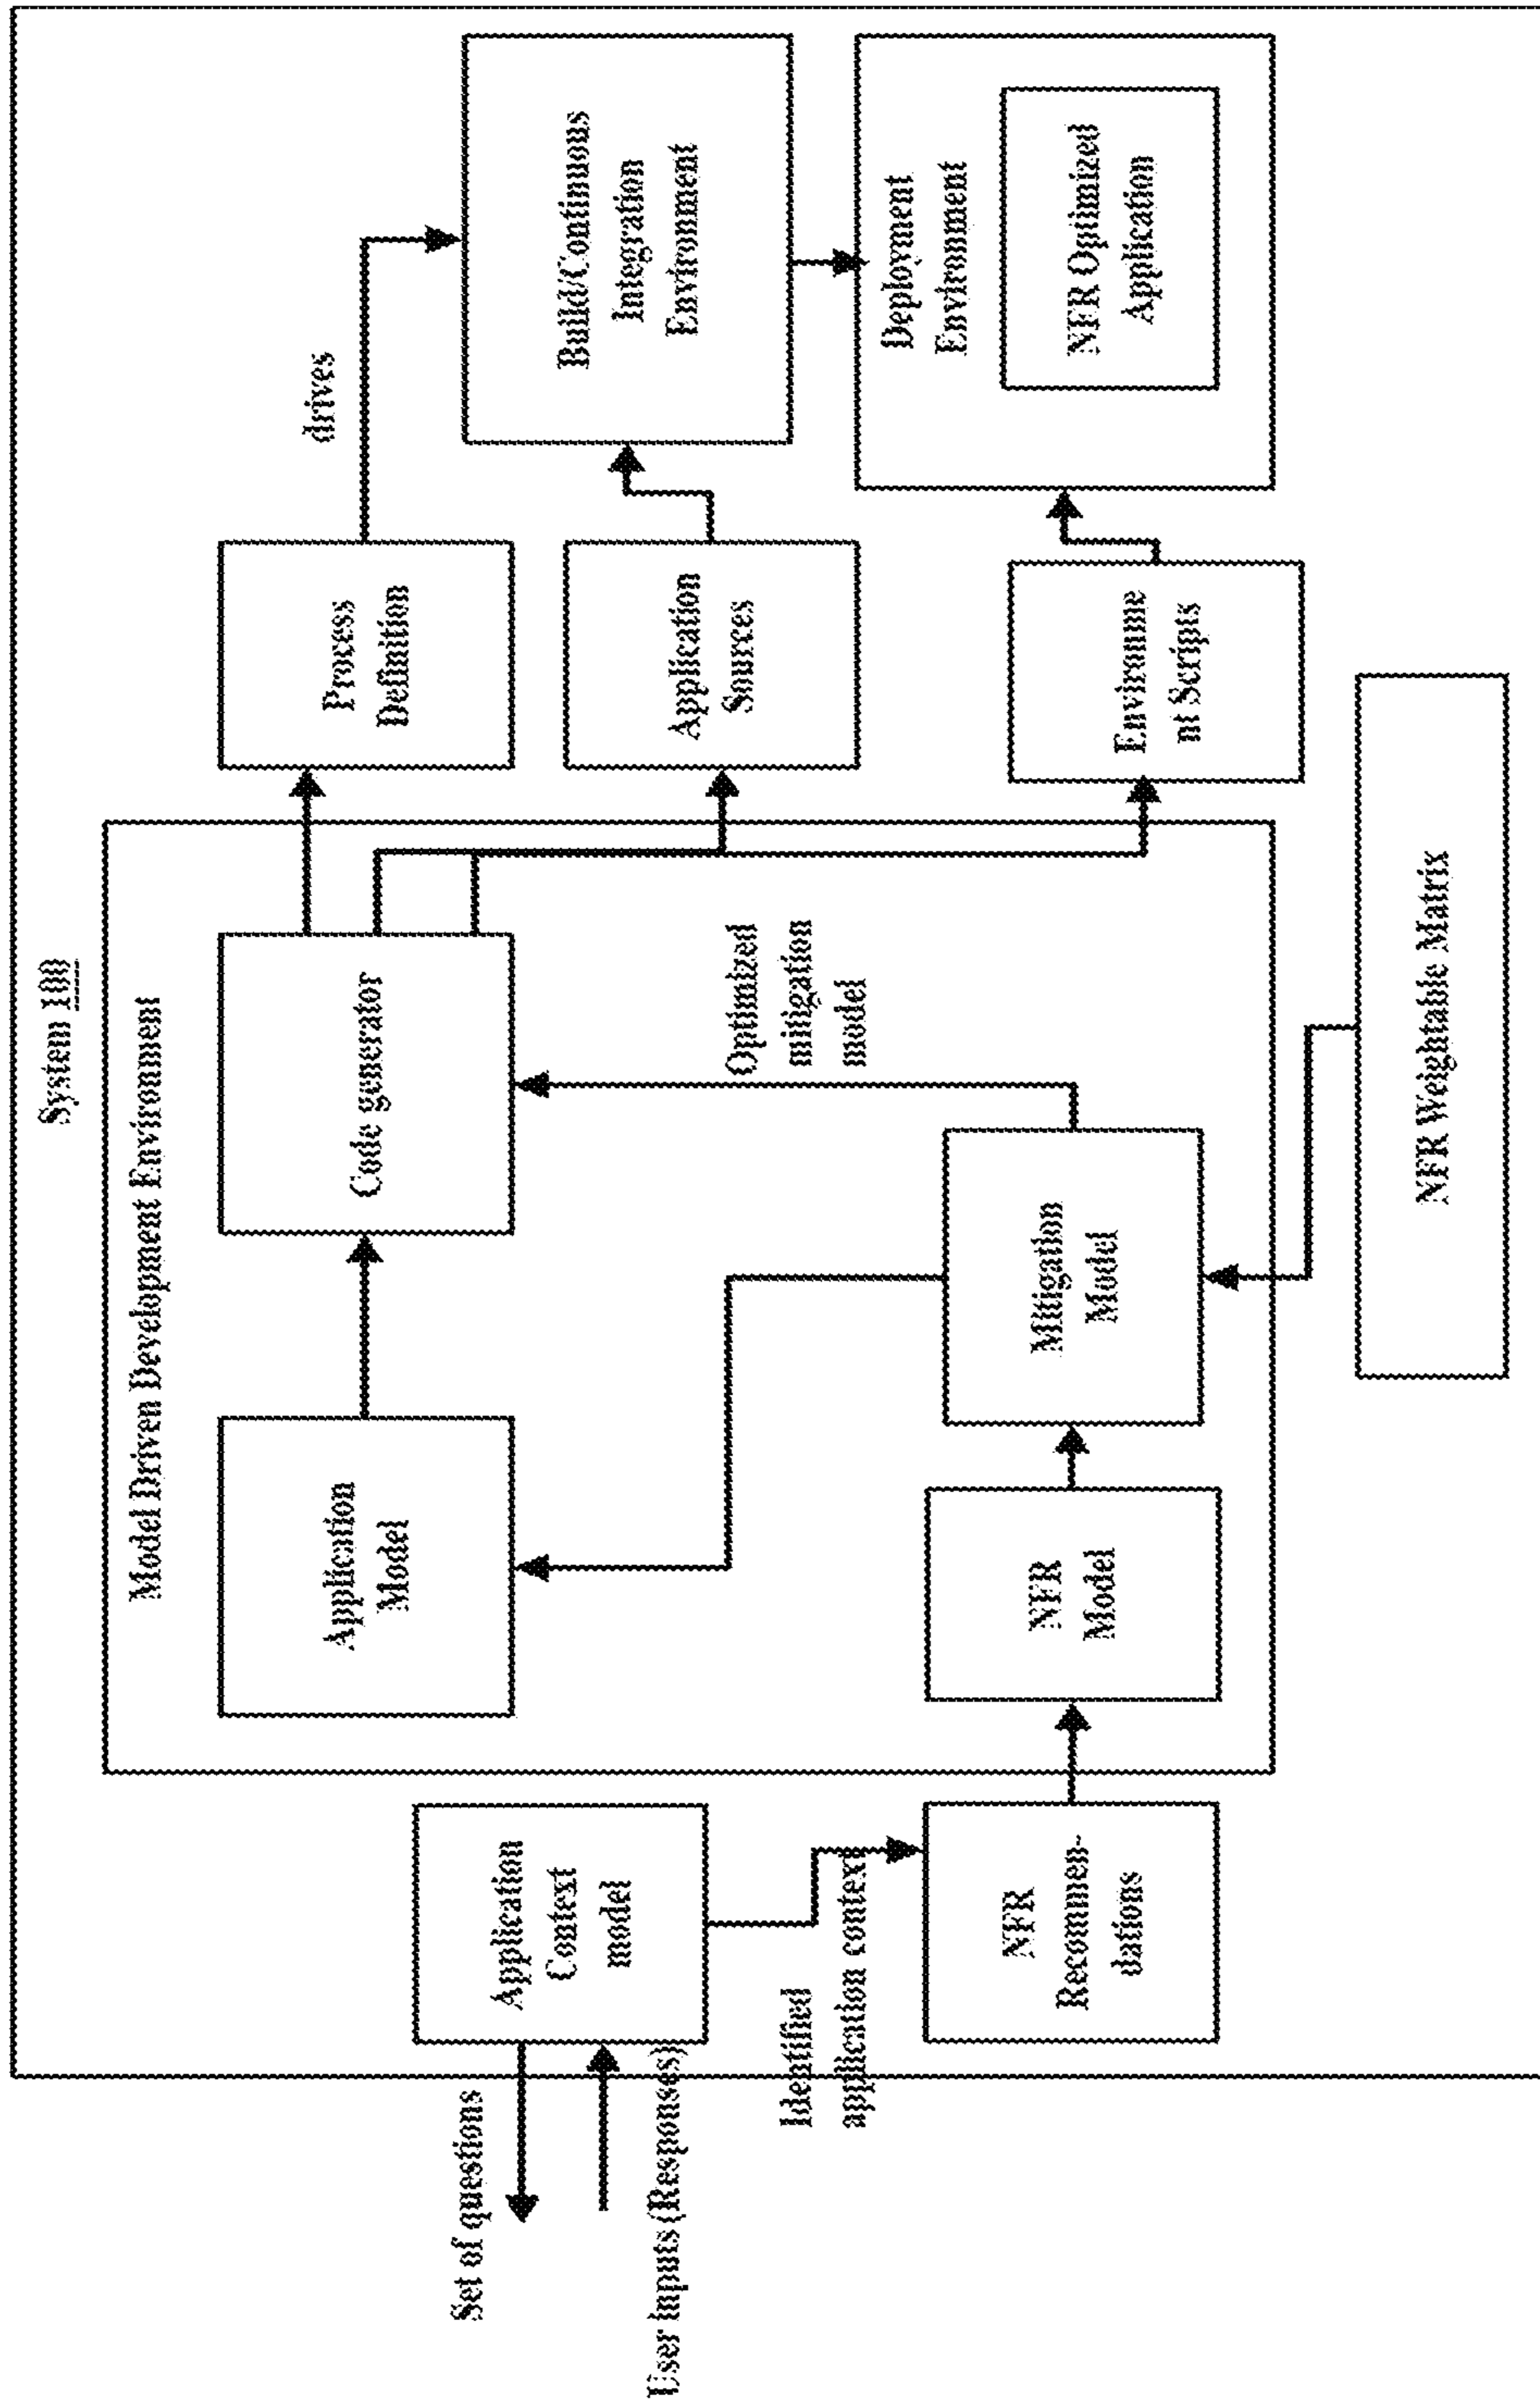 System 100
Model Driven Development Environment
Set of questions
User inputs(Responses)
Application
Context
model
Identified
application context
NFR
Recommen-
dations
Application
Model
NFR
Model
Code generator
Optimized
mitigation
model
Mitigation
Model
NFR Weightable Matrix
Process
Definition
Application
Sources
Environme
nt Scripts
drives
Build/Continuous
Integration
Environment
Deployment
Environment
NFR Optimized
Application